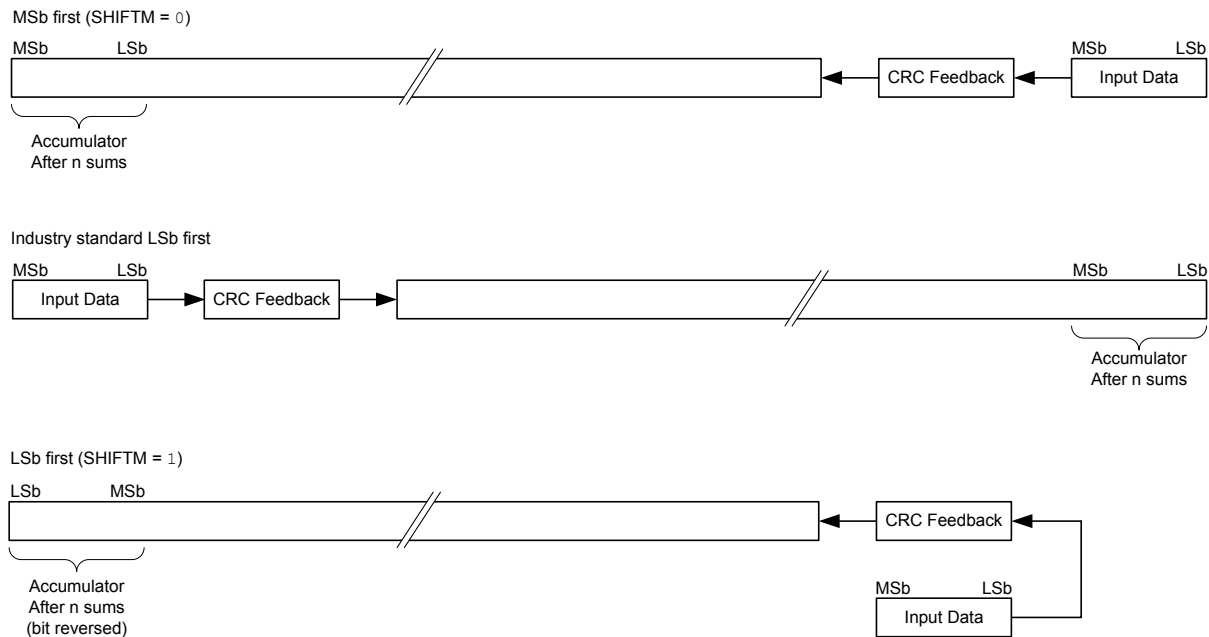 MSb first (SHIFTM = 0)
MSb LSb MSb LSb
CRC Feedback Input Data
Accumulator
After n sums
Industry standard LSb first
MSb LSb MSb LSb
Input Data CRC Feedback
Accumulator
After n sums
LSb first (SHIFTM = 1)
LSb MSb
CRC Feedback
Accumulator
After n sums
(bit reversed)
MSb LSb
Input Data